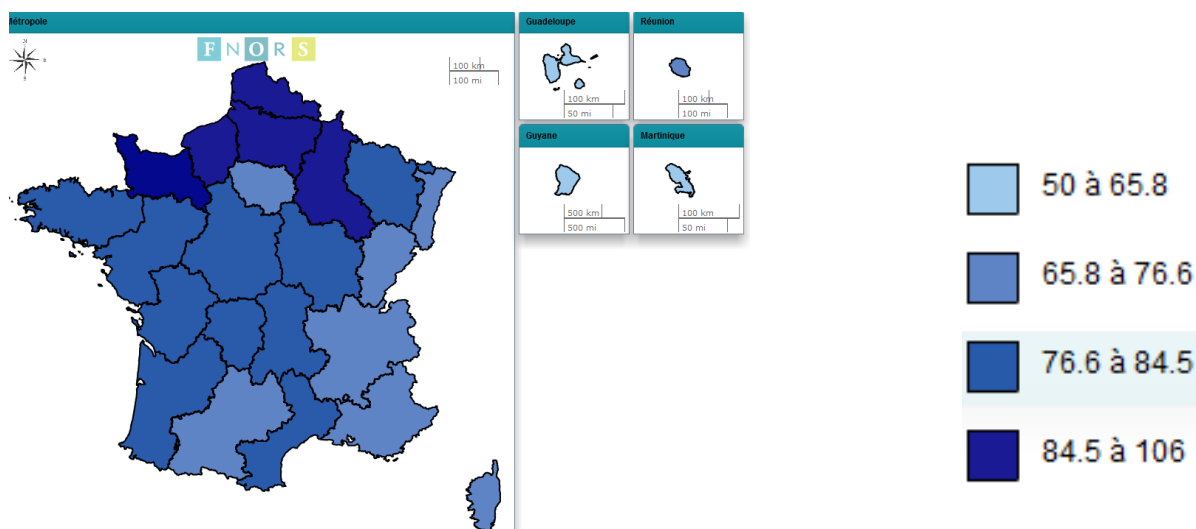 Métropole
Guadeloupe
Réunion
N
F N O R S
E
S
100 km
100 mi
100 km
50 mi
100 km
100 mi
Guyane
Martinique
500 km
500 mi
100 km
50 mi
50 à 65.8
65.8 à 76.6
76.6 à 84.5
84.5 à 106